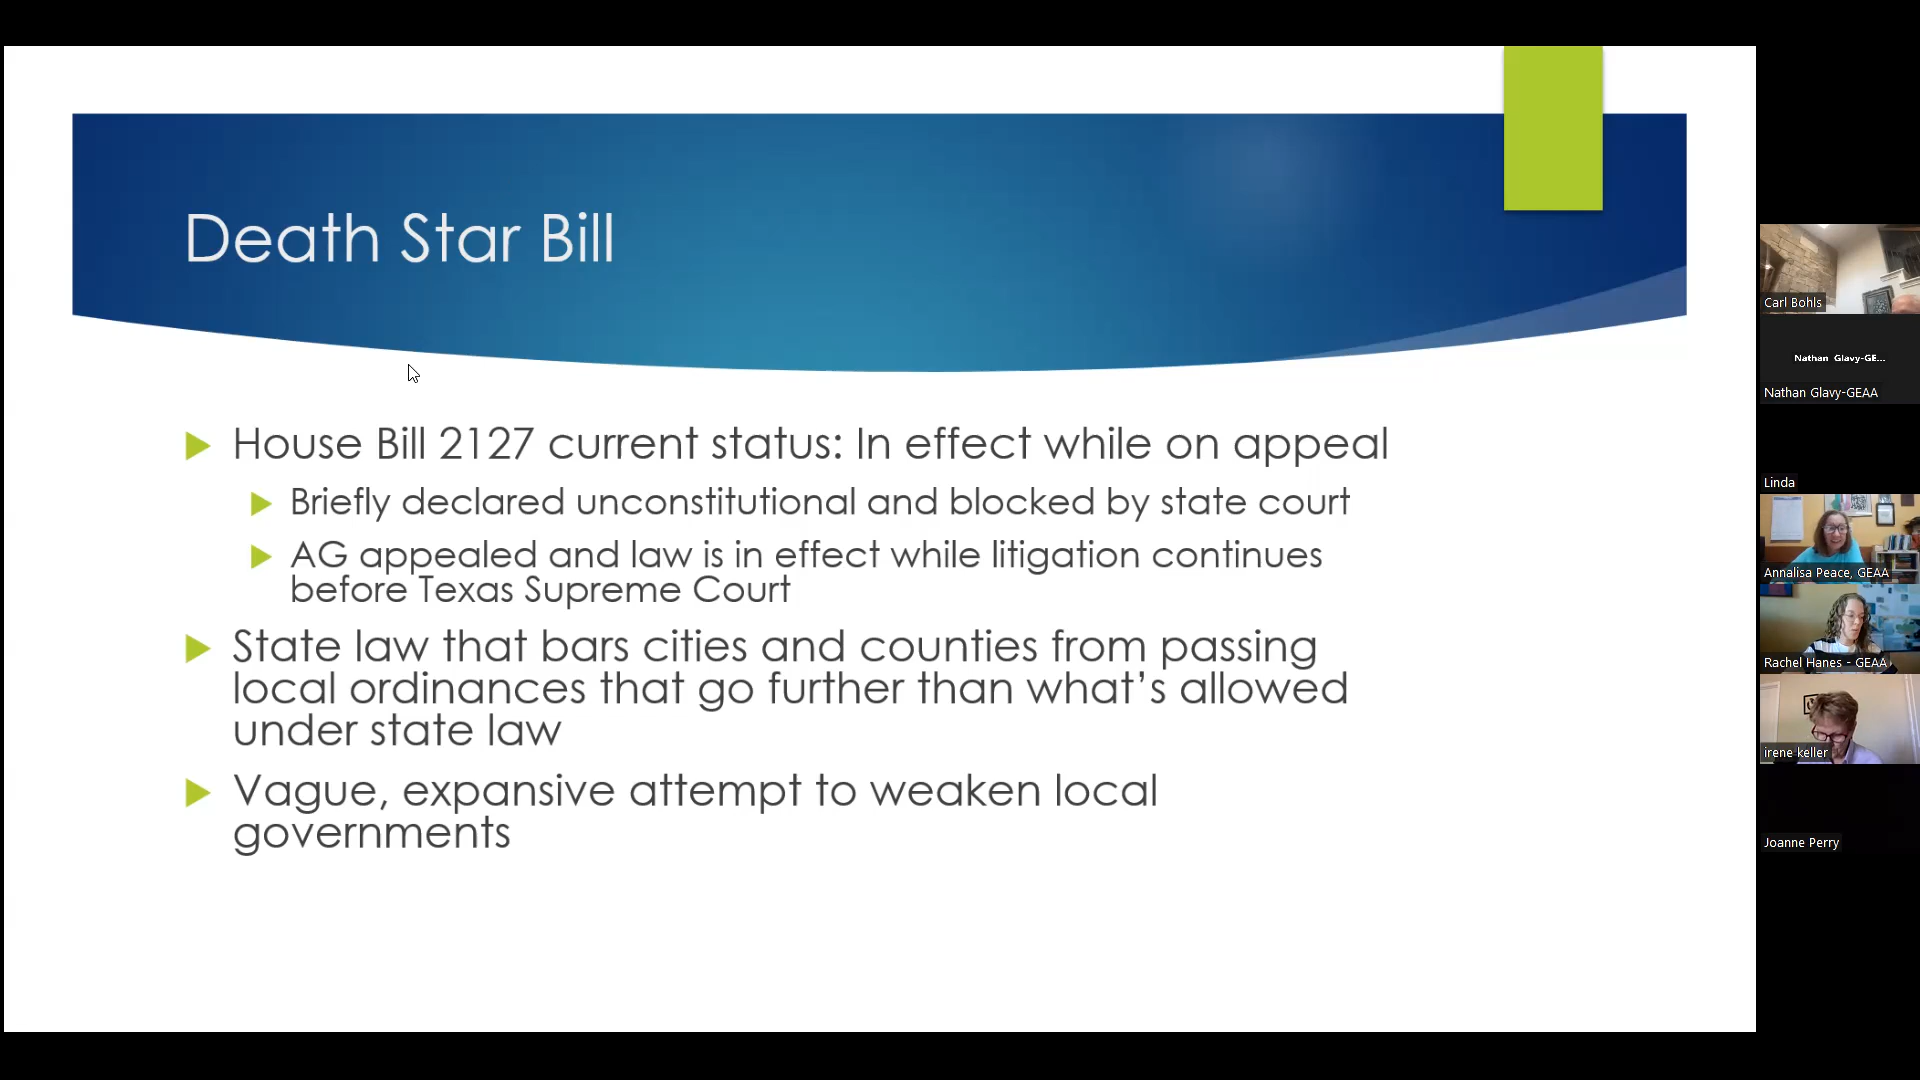 Death Star Bill
House Bill 2127 current status: In effect while on appeal
Briefly declared unconstitutional and blocked by state court
AG appealed and law is in effect while litigation continues
before Texas Supreme Court
State law that bars cities and counties from passing
local ordinances that go further than what’s allowed
under state law
Vague, expansive attempt to weaken local
governments
Carl Bohls
Nathan Glavy-GE...
Nathan Glavy-GEAA
Linda
Annalisa Peace, GEAA
Rachel Hanes - GEAA
irene keller
Joanne Perry